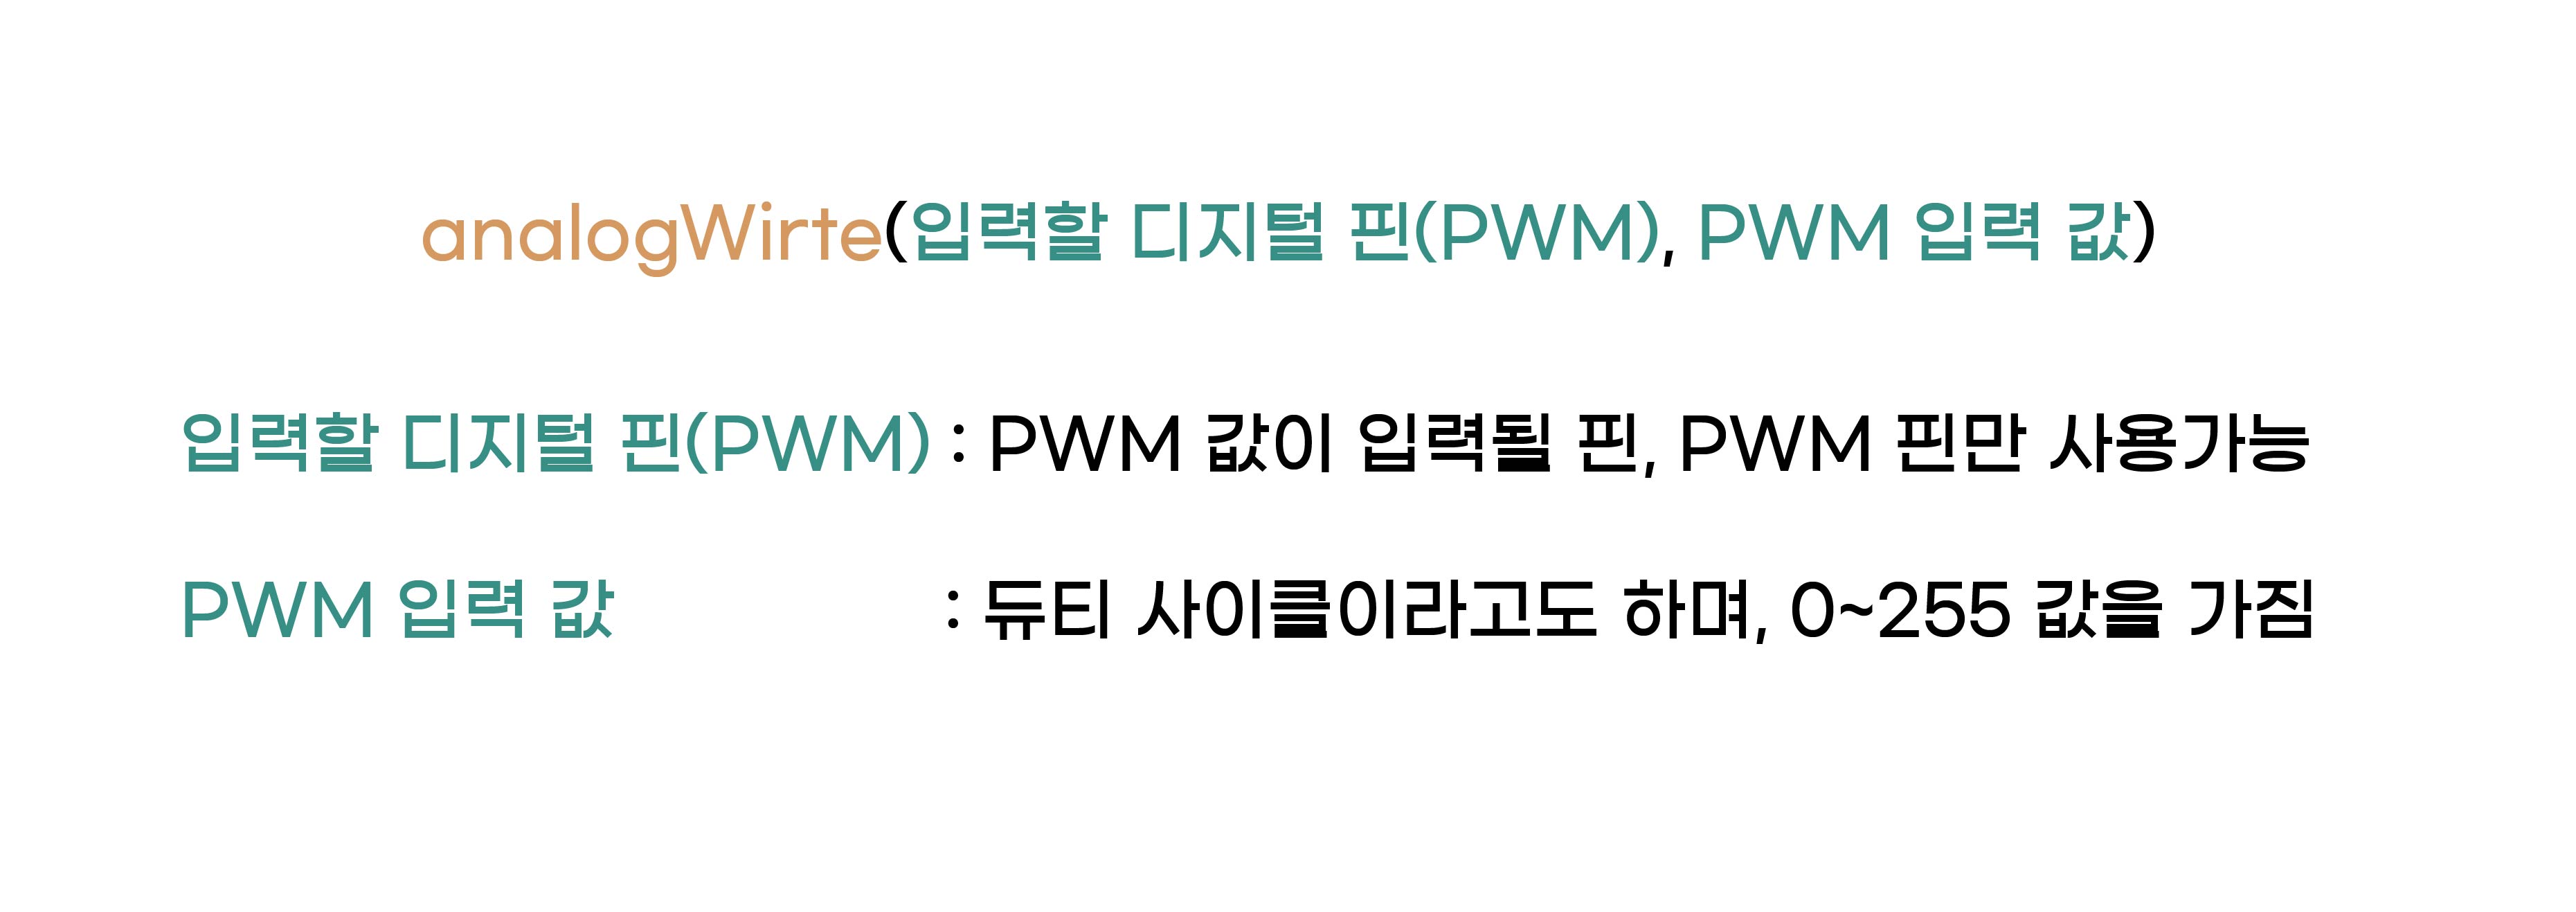 analogWirte(입력할 디지털 핀(PWM), PWM 입력 값)
입력할 디지털 핀(PWM) : PWM 값이 입력될 핀, PWM 핀만 사용가능
PWM 입력 값 : 듀티 사이클이라고도 하며, 0~255 값을 가짐